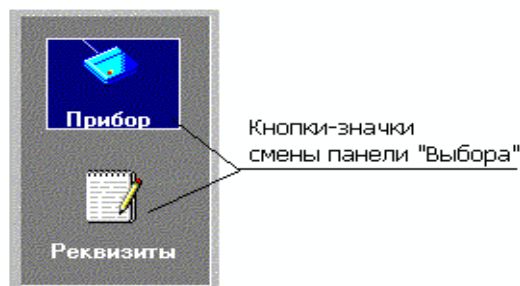 Прибор
Кнопки-значки
смены панели "Выбора"
Реквизиты